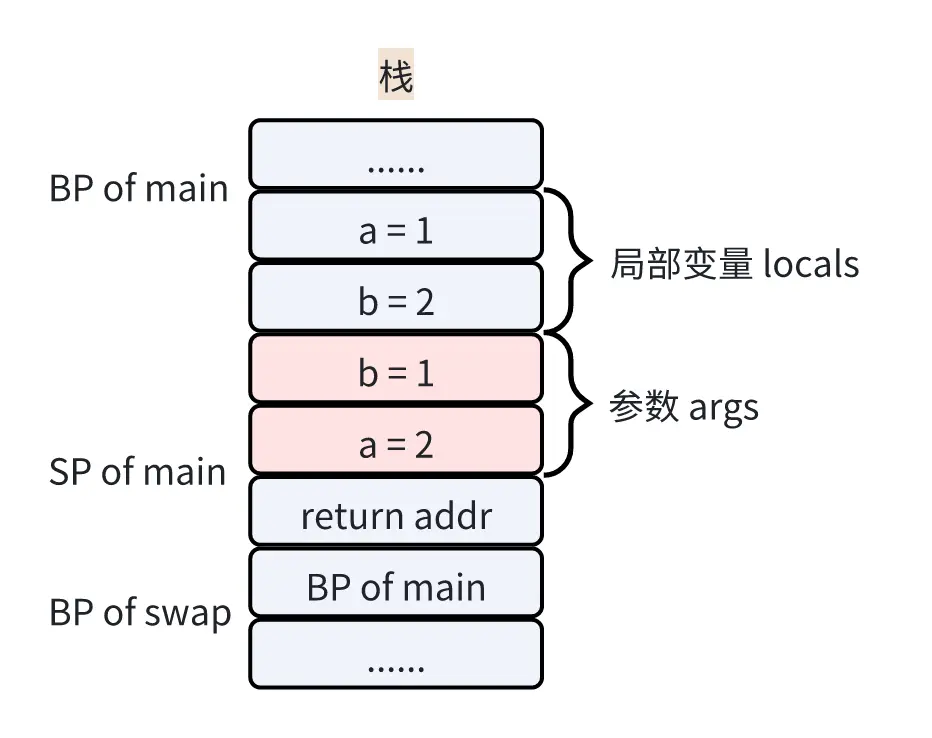 栈
......
BP of main
a = 1
b = 2
局部变量 locals
b = 1
a = 2
参数 args
SP of main
return addr
BP of main
BP of swap
......